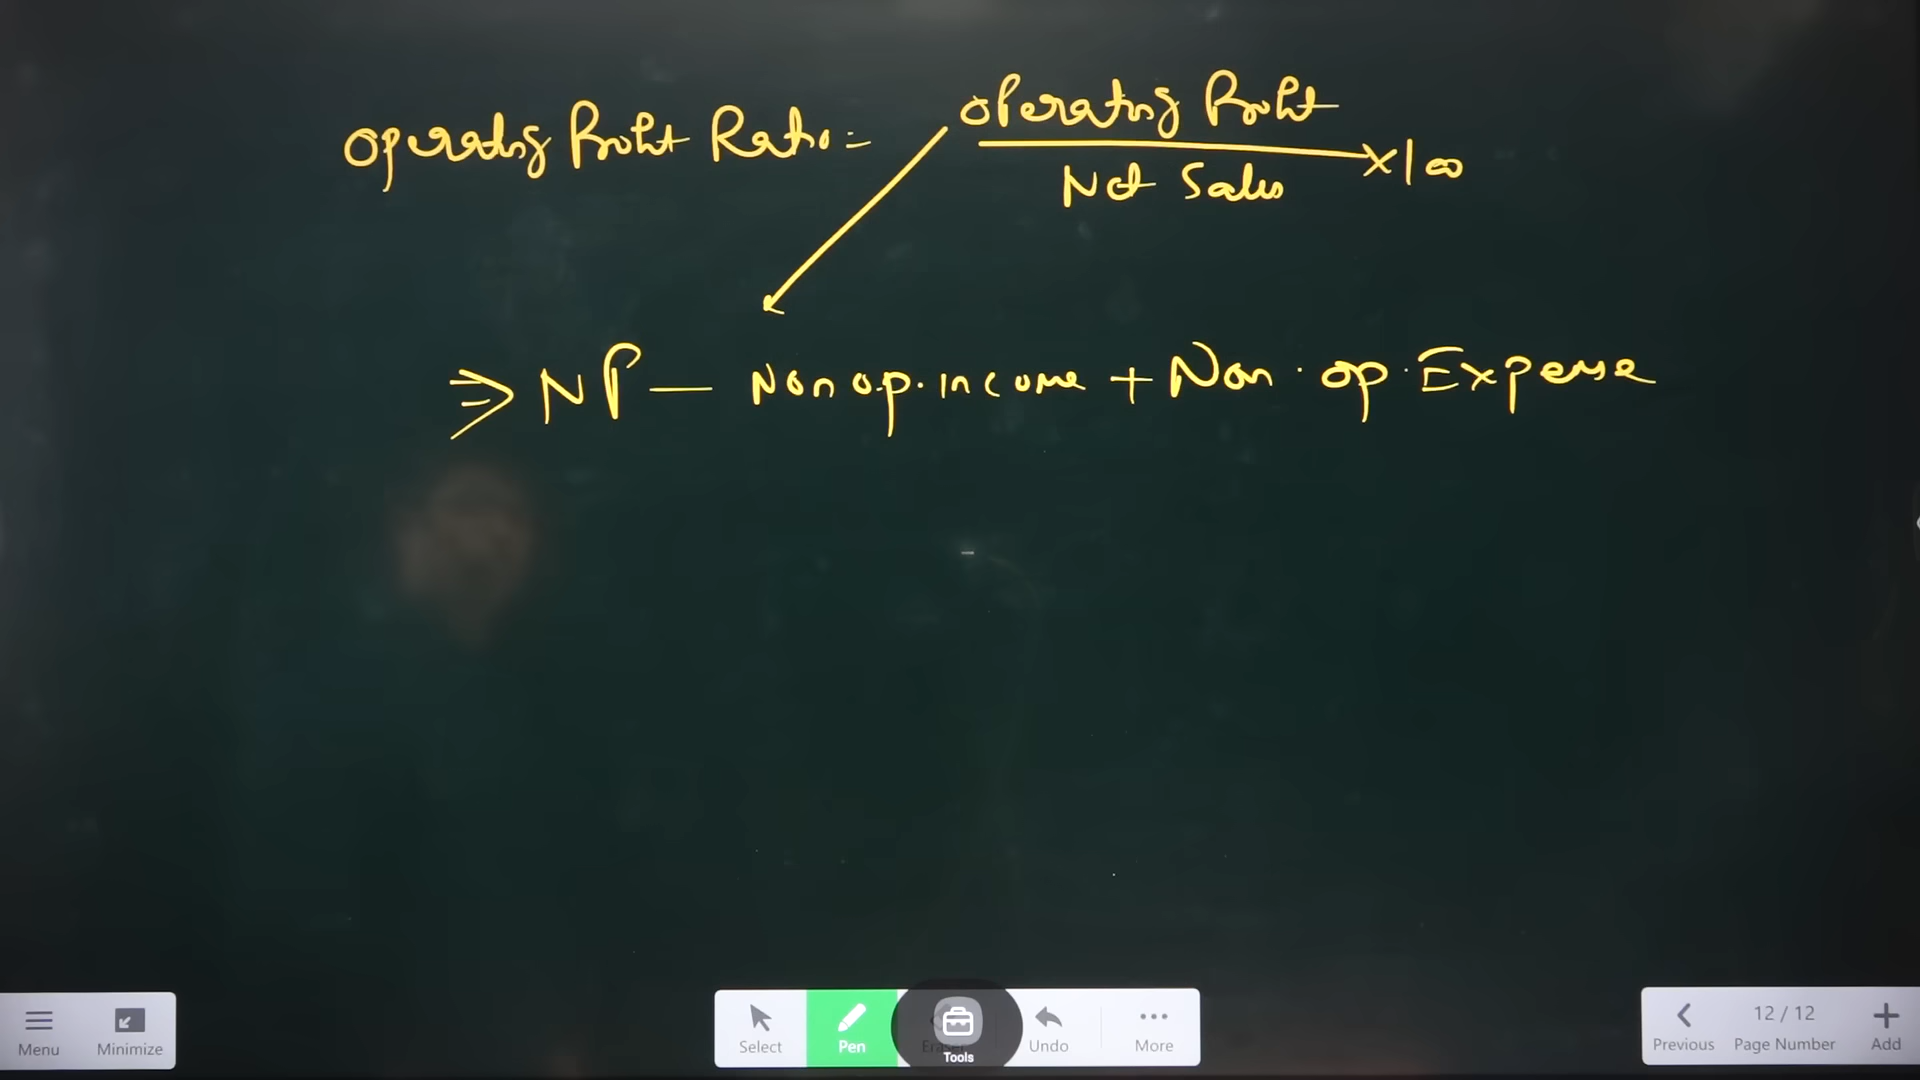 Operating Profit Ratio = Operating Profit
Net Sales ×100
⇒ NP — Non op. income + Non. op. Expense
Menu
Minimize
Select
Pen
Tools
Undo
More
Previous
12 / 12
Page Number
Add